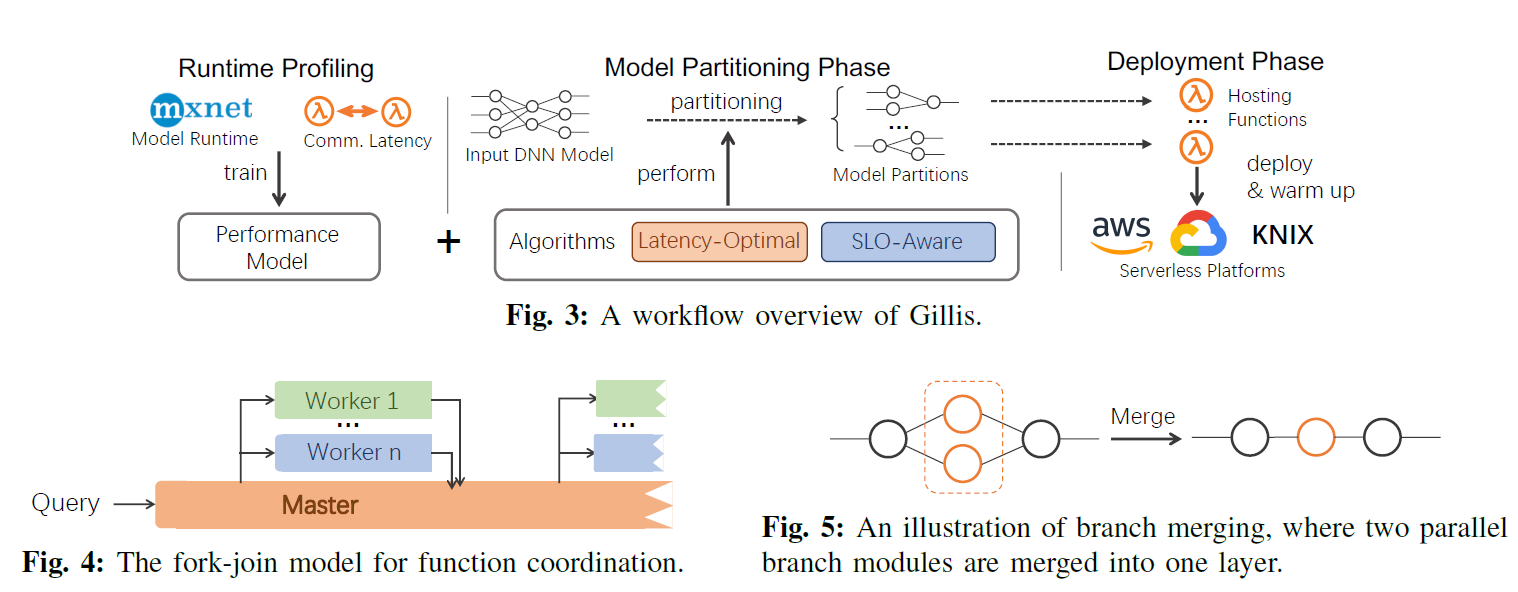 Runtime Profiling
mxnet
Model Runtime
Comm. Latency
train
Performance
Model
+
Model Partitioning Phase
partitioning
Input DNN Model
...
Model Partitions
perform
Algorithms
Latency-Optimal
SLO-Aware
Deployment Phase
λ
λ
λ
...
λ
Hosting
Functions
deploy
& warm up
aws
KNIX
Serverless Platforms
Fig. 3: A workflow overview of Gillis.
Worker 1
...
Worker n
...
Query
Master
Fig. 4: The fork-join model for function coordination.
Merge
Fig. 5: An illustration of branch merging, where two parallel
branch modules are merged into one layer.